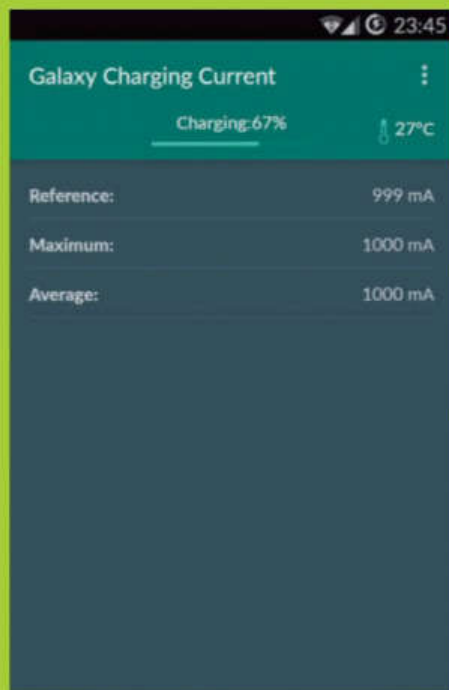 23:45
Galaxy Charging Current
Charging:67%
27°C
Reference: 999 mA
Maximum: 1000 mA
Average: 1000 mA